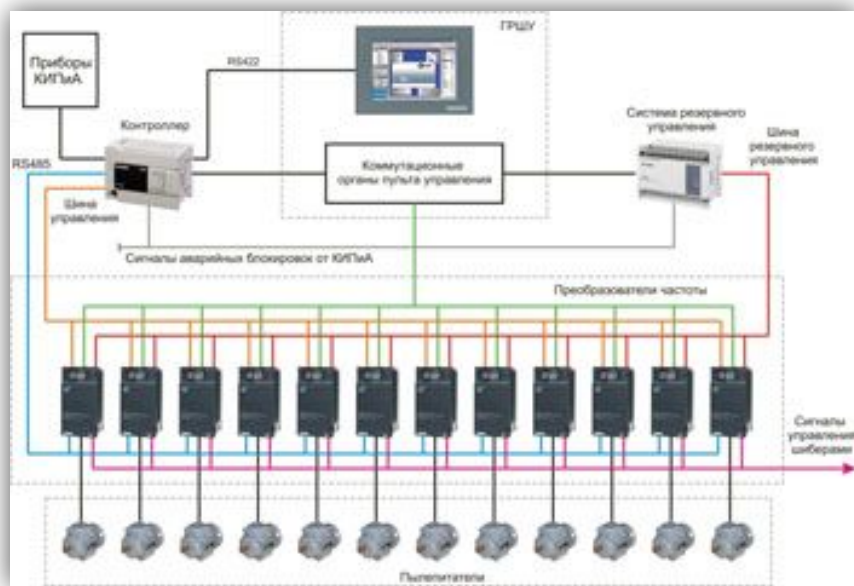 ГРЩУ
Приборы
КИПиА
RS422
Контроллер
Система резервного
управления
Шина
резервного
управления
RS485
Коммутационные
органы пульта управления
Шина
управления
Сигналы аварийных блокировок от КИПиА
Преобразователи частоты
Сигналы
управления
шиберами
Пылепитатели